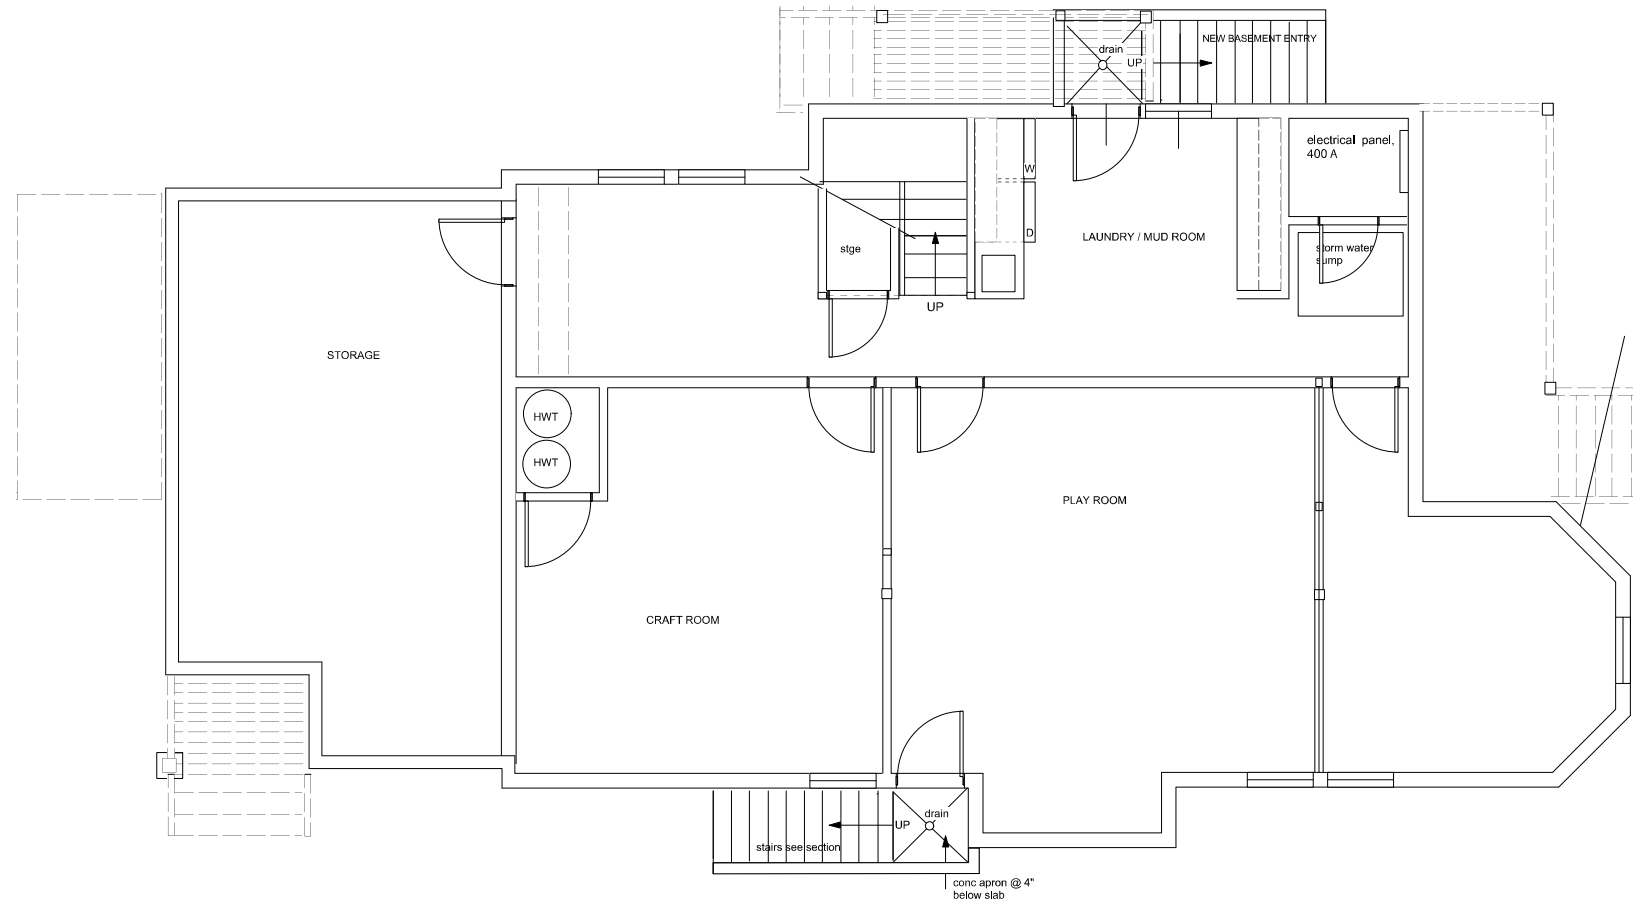 NEW BASEMENT ENTRY
drain
UP
electrical panel,
400 A
W
D
LAUNDRY / MUD ROOM
stge
storm water
sump
UP
STORAGE
HWT
HWT
PLAY ROOM
CRAFT ROOM
drain
UP
stairs see section
conc apron @ 4"
below slab